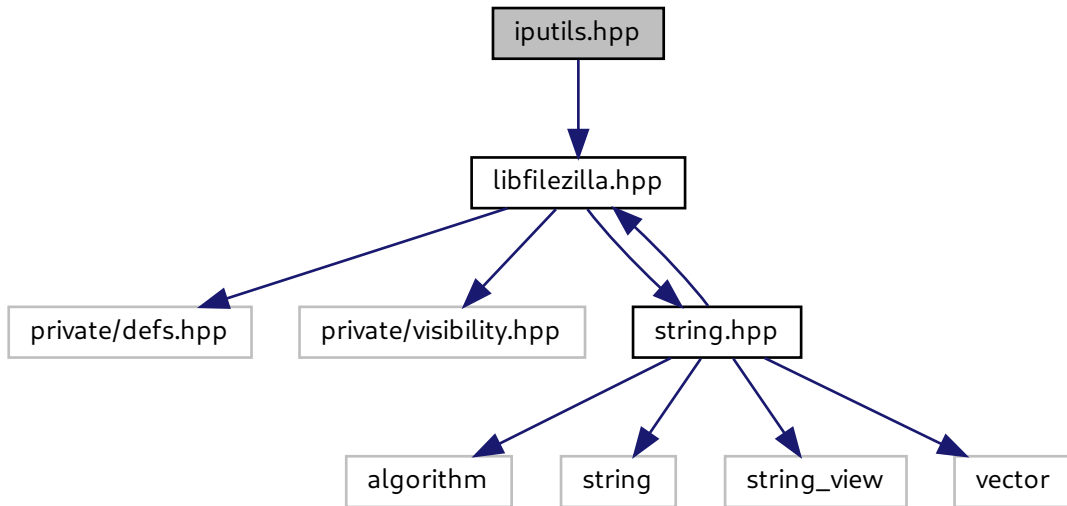 iputils.hpp
libfilezilla.hpp
private/defs.hpp
private/visibility.hpp
string.hpp
algorithm
string
string_view
vector